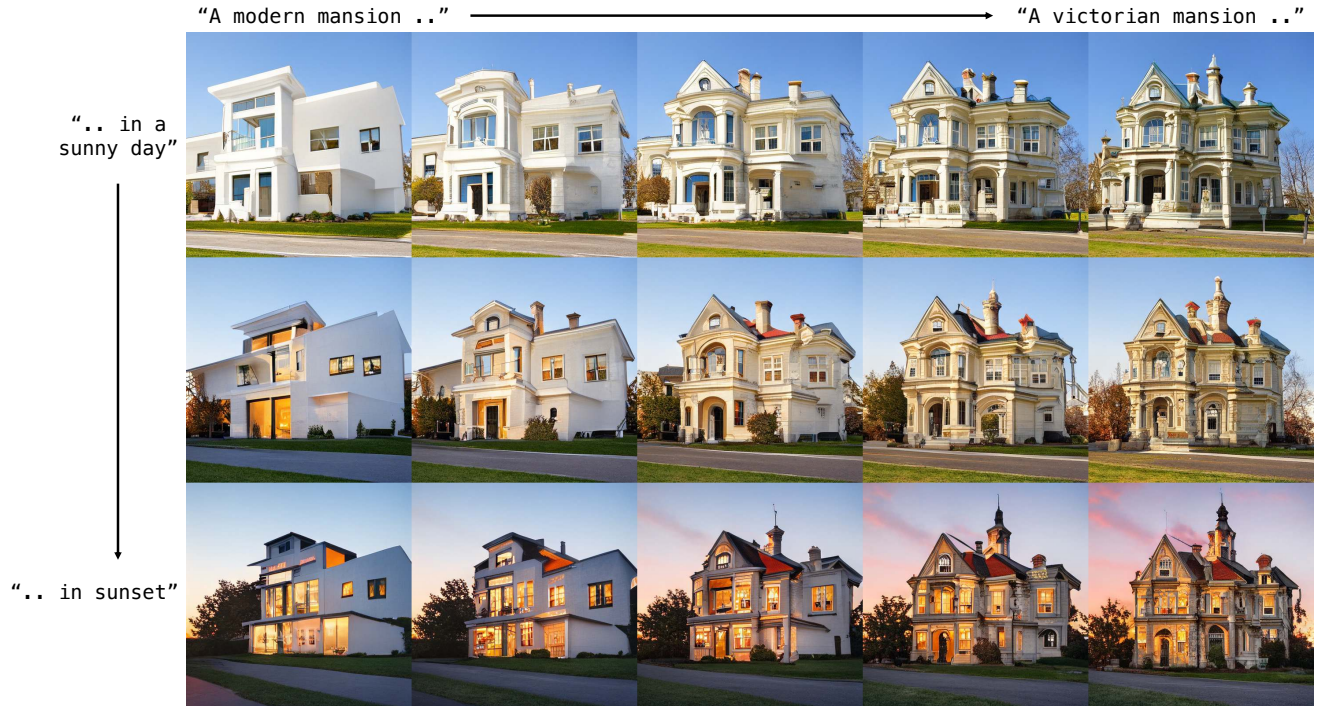 “A modern mansion ..”
“A victorian mansion ..”
“.. in a
sunny day”
“.. in sunset”